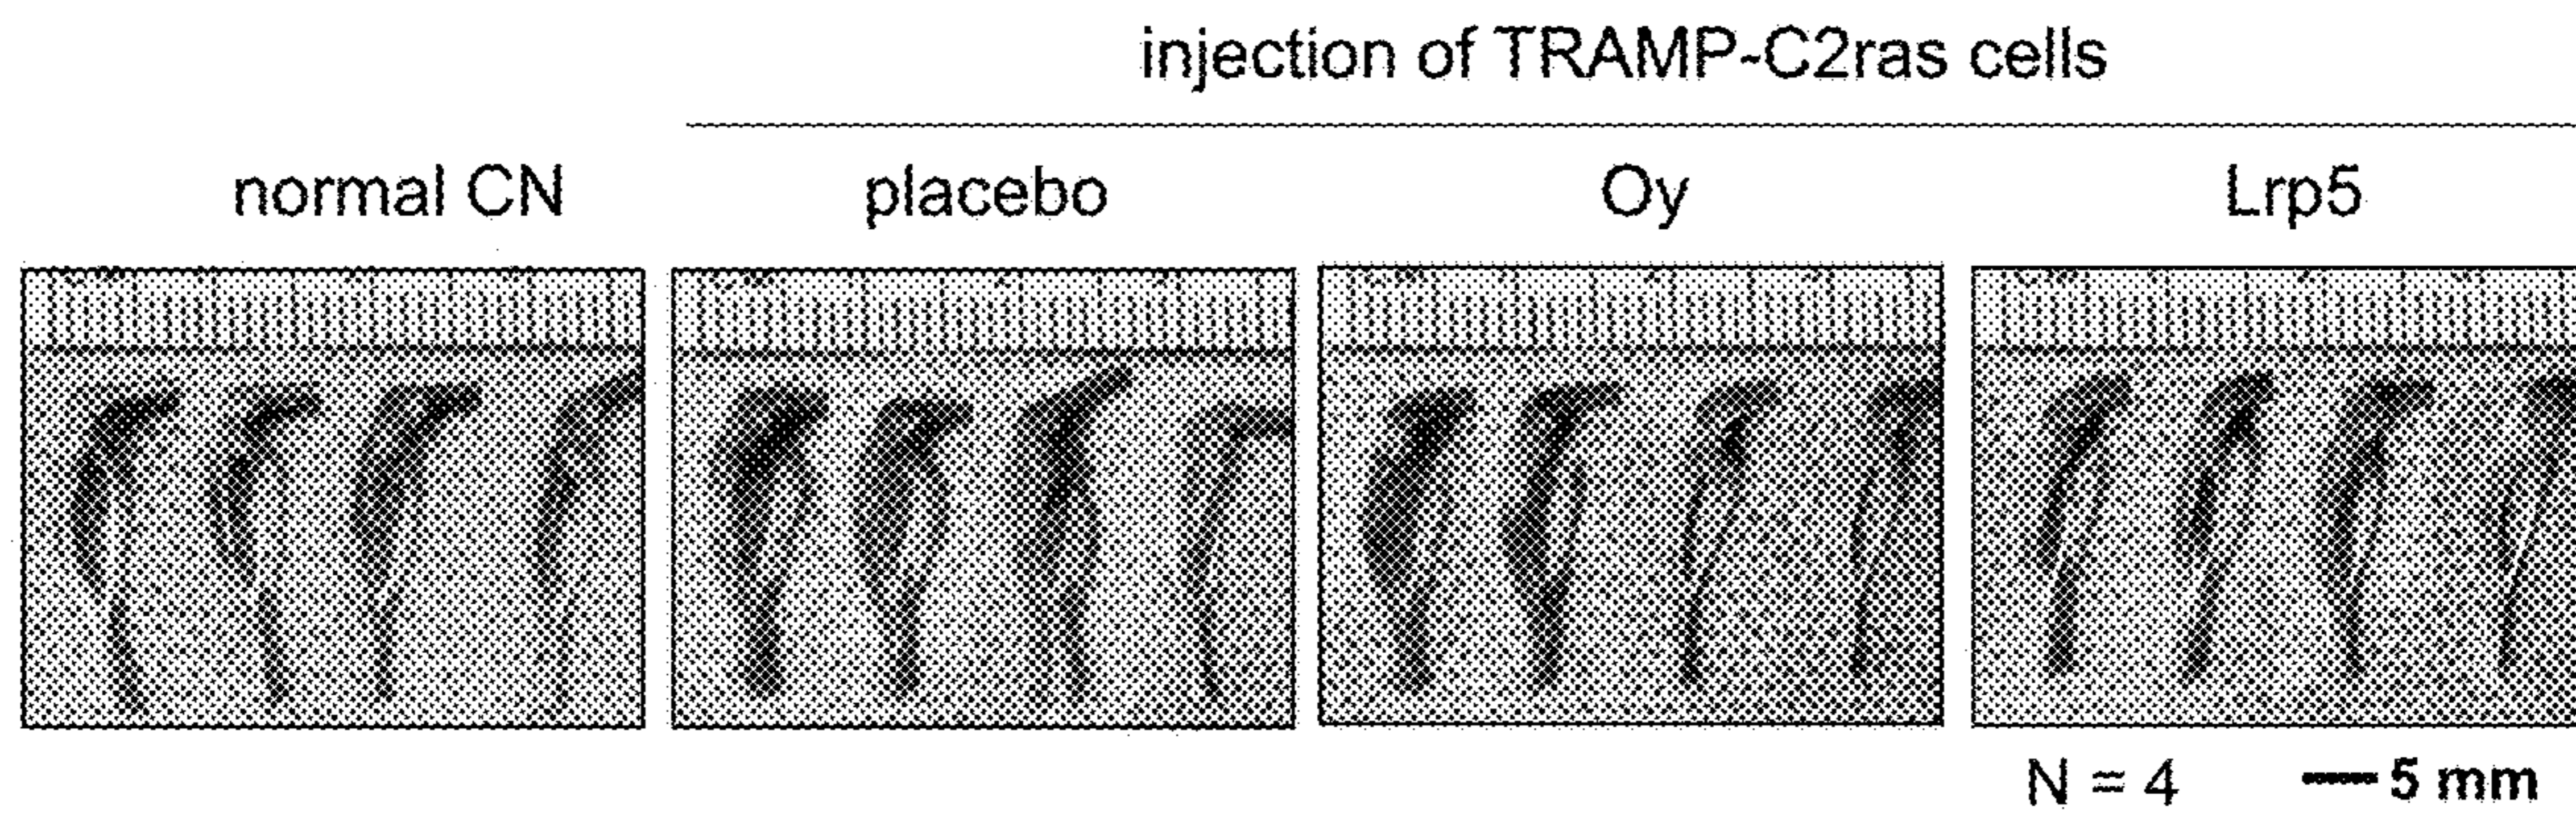 injection of TRAMP-C2ras cells
normal CN placebo Oy Lrp5
N = 4 5 mm